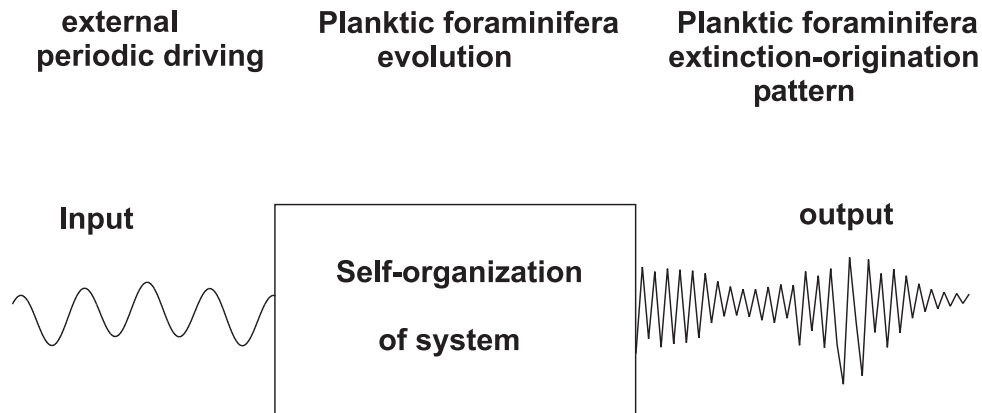 external
periodic driving
Planktic foraminifera
evolution
Planktic foraminifera
extinction-origination
pattern
Input
Self-organization
of system
output